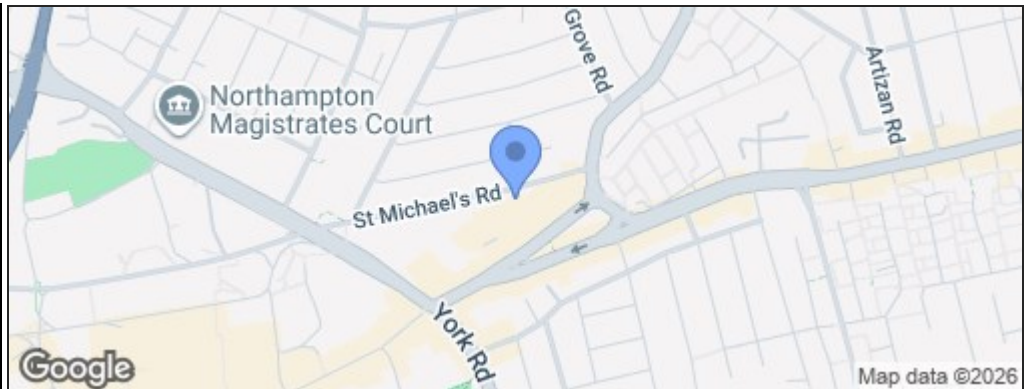 Grove Rd
Artizan Rd
Northampton
Magistrates Court
St Michael's Rd
York Rd
Google
Map data ©2026